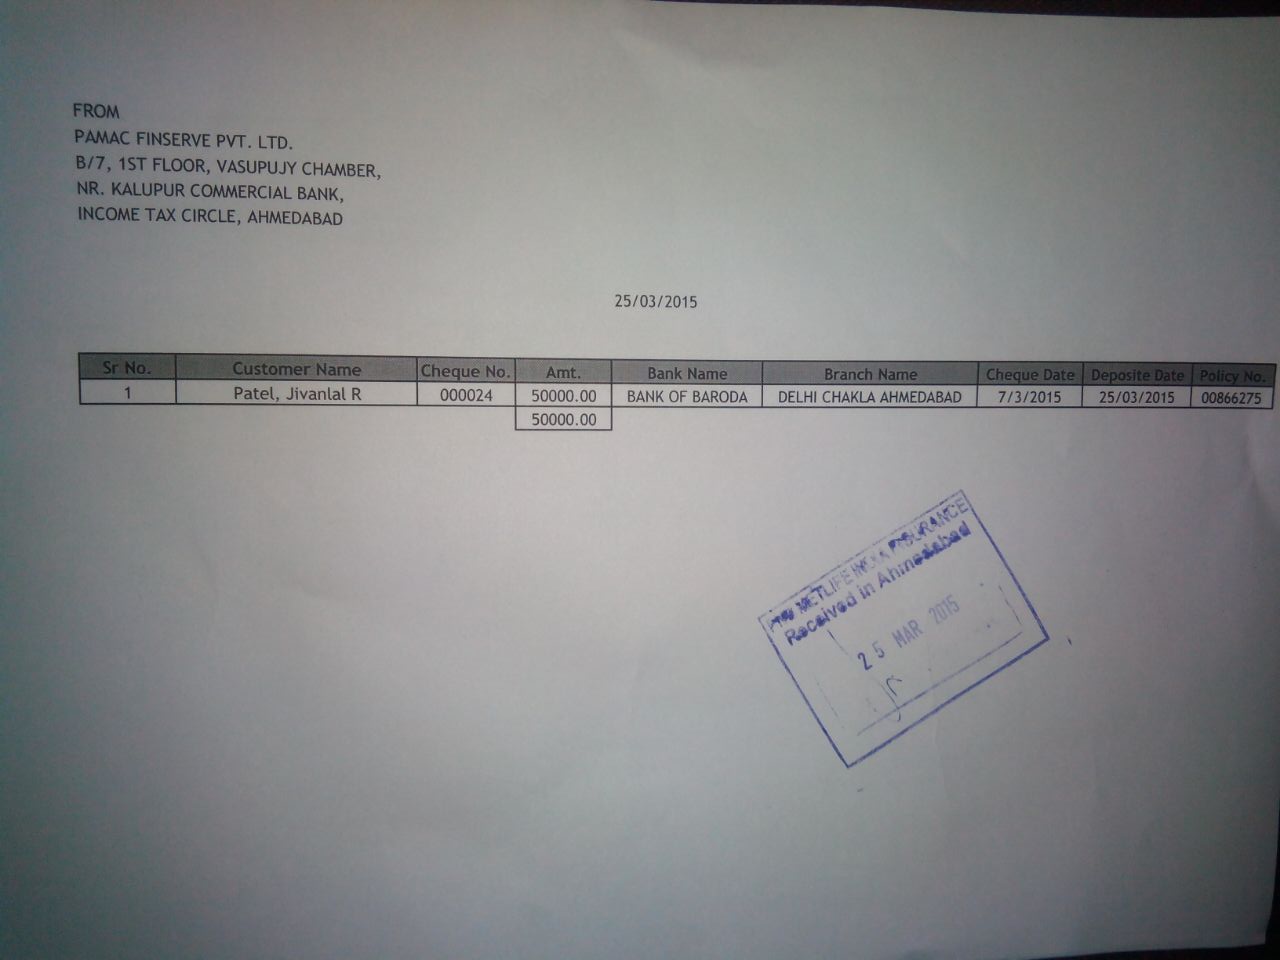 FROM
PAMAC FINSERVE PVT. LTD.
B/7, 1ST FLOOR, VASUPUJY CHAMBER,
NR. KALUPUR COMMERCIAL BANK,
INCOME TAX CIRCLE, AHMEDABAD
25/03/2015
Sr No. Customer Name Cheque No. Amt. Bank Name Branch Name Cheque Date Deposite Date Policy No.
1 Patel, Jivanlal R 000024 50000.00 BANK OF BARODA DELHI CHAKLA AHMEDABAD 7/3/2015 25/03/2015 00866275
50000.00
METLIFE INDIA INSURANCE
Received in Ahmedabad
25 MAR 2015